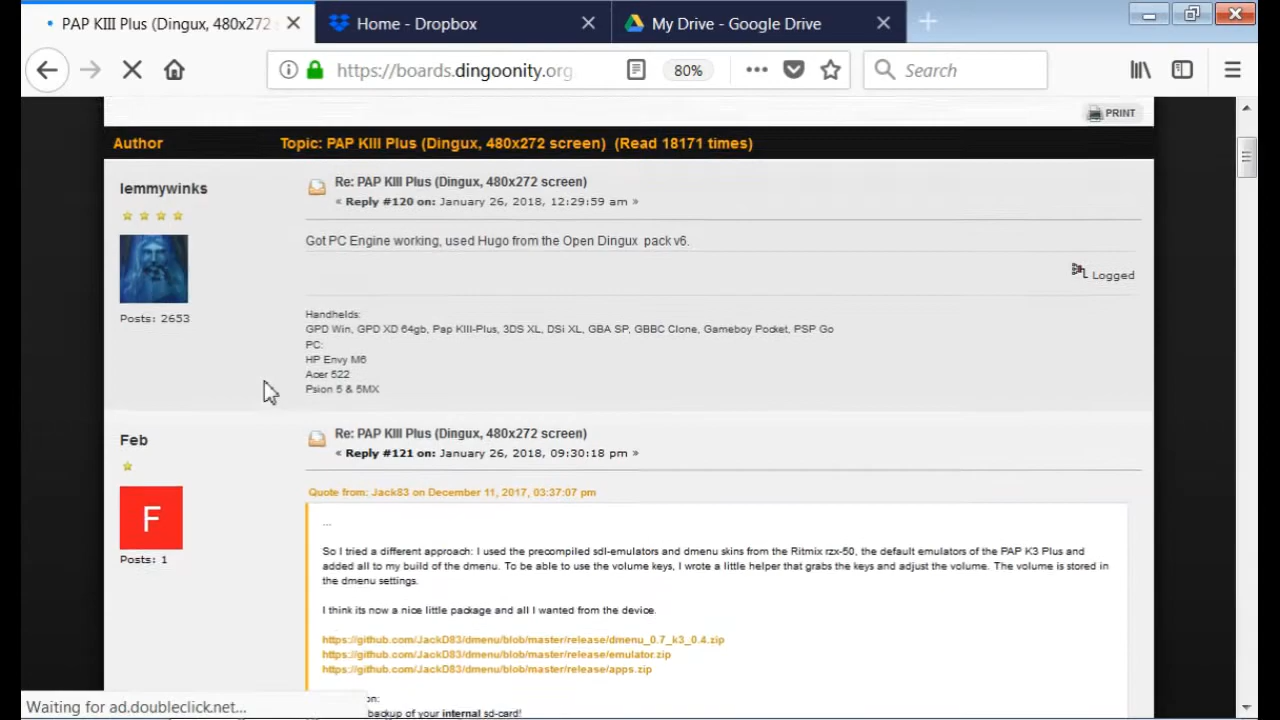 PAP KIII Plus (Dingux, 480x272
Home - Dropbox
My Drive - Google Drive
https://boards.dingoonity.org
80%
Search
PRINT
Author
Topic: PAP KIII Plus (Dingux, 480x272 screen) (Read 18171 times)
lemmywinks
Re: PAP KIII Plus (Dingux, 480x272 screen)
« Reply #120 on: January 26, 2018, 12:29:59 am »
Got PC Engine working, used Hugo from the Open Dingux pack v6.
Logged
Posts: 2653
Handhelds:
GPD Win, GPD XD 64gb, Pap KIII-Plus, 3DS XL, DSi XL, GBA SP, GBBC Clone, Gameboy Pocket, PSP Go
PC:
HP Envy M6
Acer 522
Psion 5 & 5MX
Feb
Re: PAP KIII Plus (Dingux, 480x272 screen)
« Reply #121 on: January 26, 2018, 09:30:18 pm »
F
Posts: 1
Quote from: Jack83 on December 11, 2017, 03:37:07 pm
...
So I tried a different approach: I used the precompiled sdl-emulators and dmenu skins from the Ritmix rzx-50, the default emulators of the PAP K3 Plus and
added all to my build of the dmenu. To be able to use the volume keys, I wrote a little helper that grabs the keys and adjust the volume. The volume is stored in
the dmenu settings.
I think its now a nice little package and all I wanted from the device.
https://github.com/JackD83/dmenu/blob/master/release/dmenu_0.7_k3_0.4.zip
https://github.com/JackD83/dmenu/blob/master/release/emulator.zip
https://github.com/JackD83/dmenu/blob/master/release/apps.zip
on:
backup of your internal sd-card!
Waiting for ad.doubleclick.net...